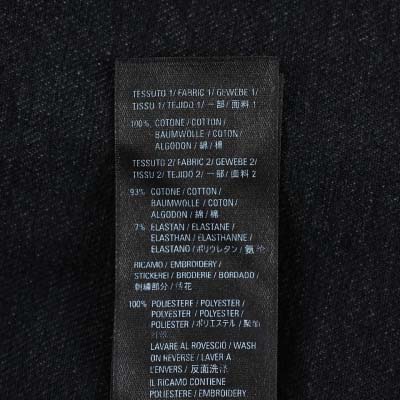 TESSUTO 1/ FABRIC 1/ GEWEBE 1/
TISSU 1/ TEJIDO 1/ 一部/ 面料 1
100% COTONE / COTTON /
BAUMWOLLE / COTON /
ALGODON / 綿 / 棉
TESSUTO 2/ FABRIC 2/ GEWEBE 2/
TISSU 2/ TEJIDO 2/ 一部/ 面料 2
93% COTONE / COTTON /
BAUMWOLLE / COTON /
ALGODON / 綿 / 棉
7% ELASTAN / ELASTANE /
ELASTHAN / ELASTHANNE /
ELASTANO / ポリウレタン / 氨纶
RICAMO / EMBROIDERY /
STICKEREI / BRODERIE / BORDADO /
刺繍部分 / 绣花
100% POLIESTERE / POLYESTER /
POLYESTER / POLYESTER /
POLIESTER / ポリエステル /
LAVARE AL ROVESCIO / WASH
ON REVERSE / LAVER A
L'ENVERS / 反面洗涤
IL RICAMO CONTIENE
POLIESTERE / EMBROIDERY